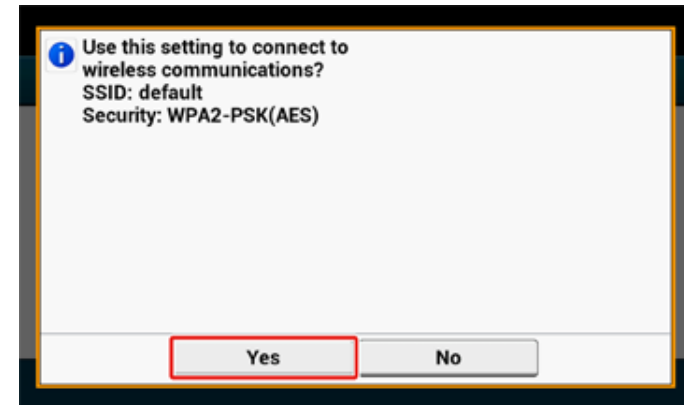 Use this setting to connect to
wireless communications?
SSID: default
Security: WPA2-PSK(AES)
Yes
No